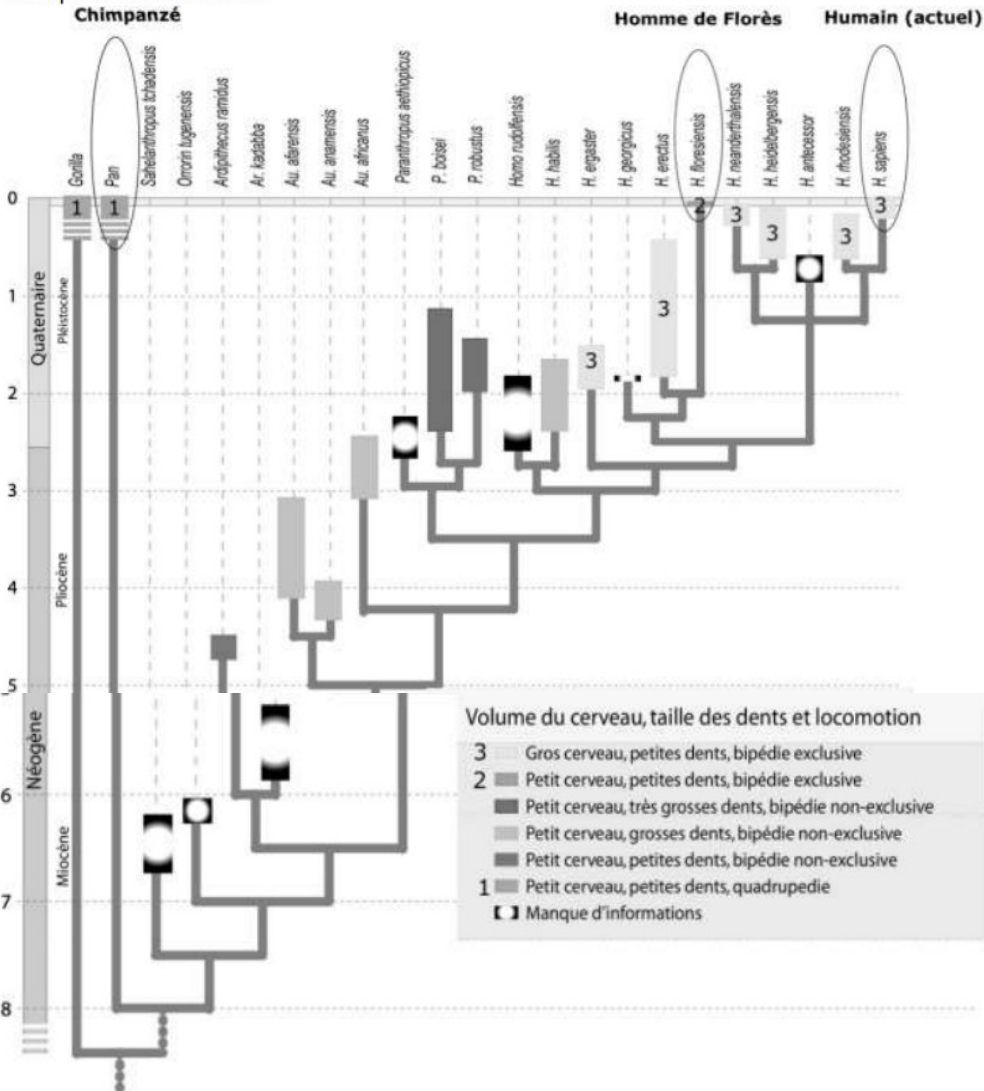 Chimpanzé
Homme de Florès
Humain (actuel)
Gorilla
Pan
Sahelanthropus tchadensis
Orrorin tugenensis
Ardipithecus ramidus
Ar. kadabba
Au. afarensis
Au. anamensis
Au. africanus
Paranthropus aethiopicus
P. boisei
P. robustus
Homo rudolfensis
H. habilis
H. ergaster
H. georgicus
H. erectus
H. floresiensis
H. neanderthalensis
H. heidelbergensis
H. antecessor
H. rhodesiensis
H. sapiens
0
1
1
2
3
3
3
3
Quaternaire
Pléistocène
1
3
3
2
3
Pliocène
4
5
Néogène
6
Miocène
7
8
Volume du cerveau, taille des dents et locomotion
3 Gros cerveau, petites dents, bipédie exclusive
2 Petit cerveau, petites dents, bipédie exclusive
Petit cerveau, très grosses dents, bipédie non-exclusive
Petit cerveau, grosses dents, bipédie non-exclusive
Petit cerveau, petites dents, bipédie non-exclusive
1 Petit cerveau, petites dents, quadrupedie
Manque d'informations